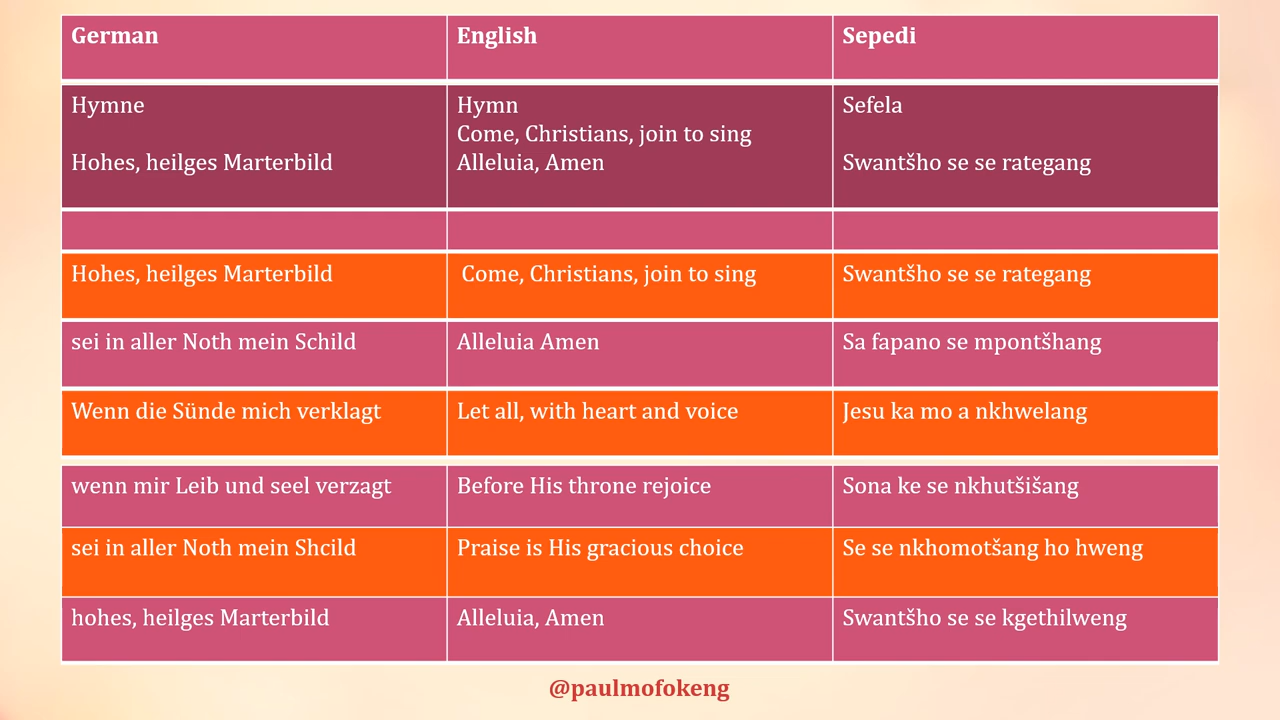 German
English
Sepedi
Hymne
Hohes, heilges Marterbild
Hymn
Come, Christians, join to sing
Alleluia, Amen
Sefela
Swantšho se se rategang
Hohes, heilges Marterbild
Come, Christians, join to sing
Swantšho se se rategang
sei in aller Noth mein Schild
Alleluia Amen
Sa fapano se mpontšhang
Wenn die Sünde mich verklagt
Let all, with heart and voice
Jesu ka mo a nkhwelang
wenn mir Leib und seel verzagt
Before His throne rejoice
Sona ke se nkhutšišang
sei in aller Noth mein Shcild
Praise is His gracious choice
Se se nkhomotšang ho hweng
hohes, heilges Marterbild
Alleluia, Amen
Swantšho se se kgethilweng
@paulmofokeng